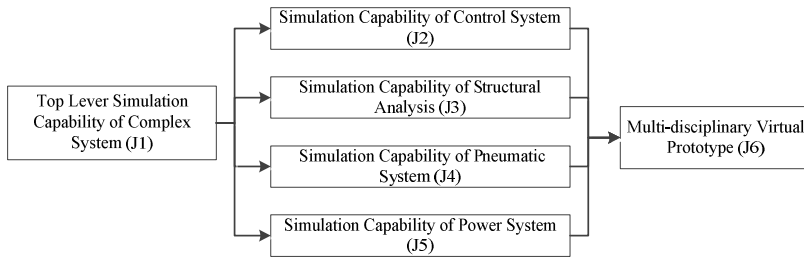 Top Lever Simulation
Capability of Complex
System (J1)
Simulation Capability of Control System
(J2)
Simulation Capability of Structural
Analysis (J3)
Simulation Capability of Pneumatic
System (J4)
Simulation Capability of Power System
(J5)
Multi-disciplinary Virtual
Prototype (J6)